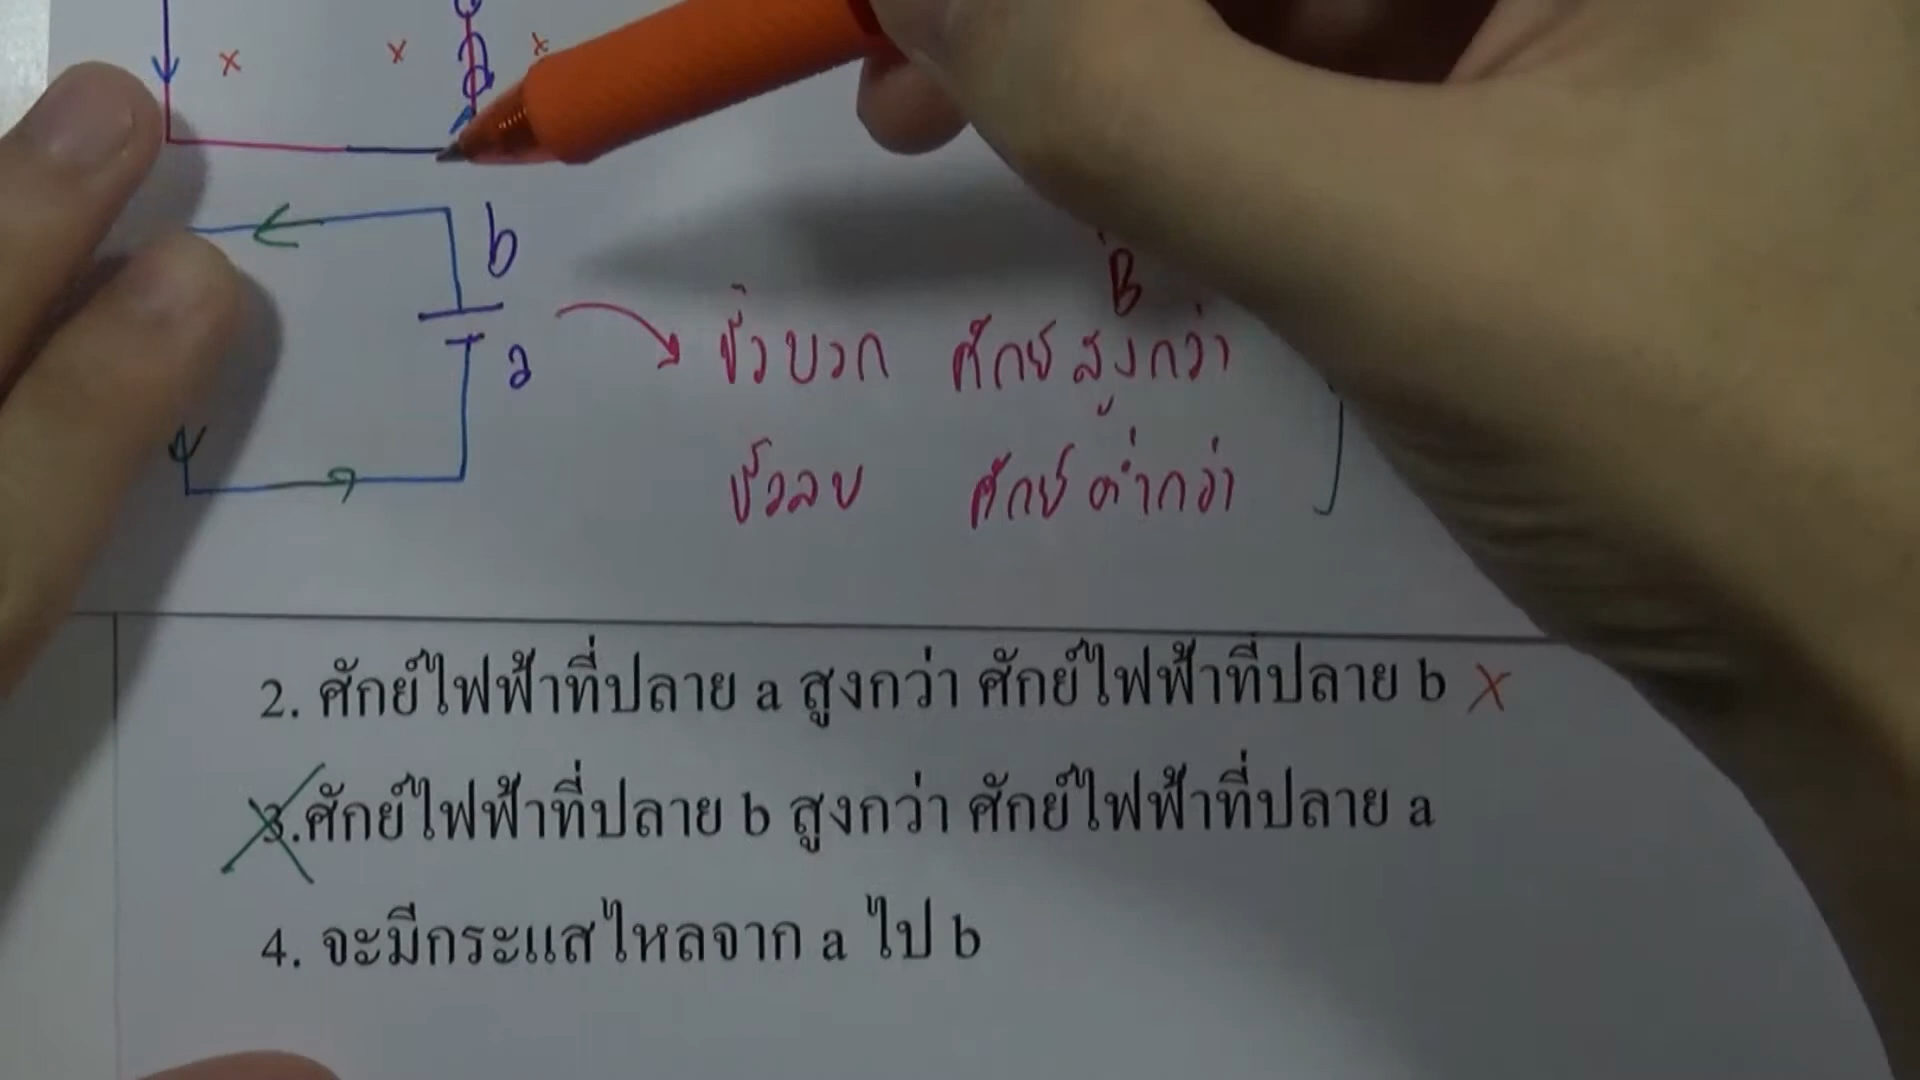 x x x
b
B
a
ขั้วบวก ศักย์สูงกว่า
ขั้วลบ ศักย์ต่ำกว่า
2. ศักย์ไฟฟ้าที่ปลาย a สูงกว่า ศักย์ไฟฟ้าที่ปลาย b x
3.ศักย์ไฟฟ้าที่ปลาย b สูงกว่า ศักย์ไฟฟ้าที่ปลาย a
4. จะมีกระแสไหลจาก a ไป b